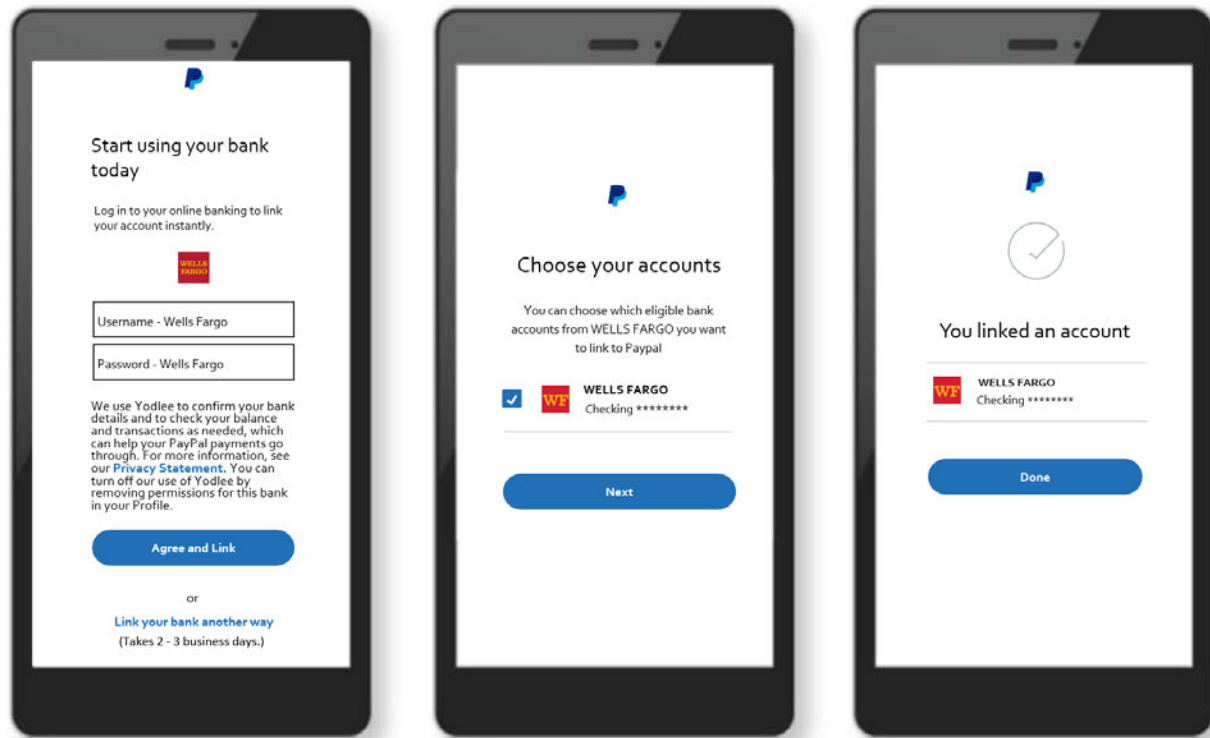 Start using your bank
today
Log in to your online banking to link
your account instantly.
WELLS
FARGO
Username - Wells Fargo
Password - Wells Fargo
We use Yodlee to confirm your bank
details and to check your balance
and transactions as needed, which
can help your PayPal payments go
through. For more information, see
our Privacy Statement. You can
turn off our use of Yodlee by
removing permissions for this bank
in your Profile.
Agree and Link
or
Link your bank another way
(Takes 2 - 3 business days.)
Choose your accounts
You can choose which eligible bank
accounts from WELLS FARGO you want
to link to Paypal
WF
WELLS FARGO
Checking ********
Next
You linked an account
WF
WELLS FARGO
Checking ********
Done